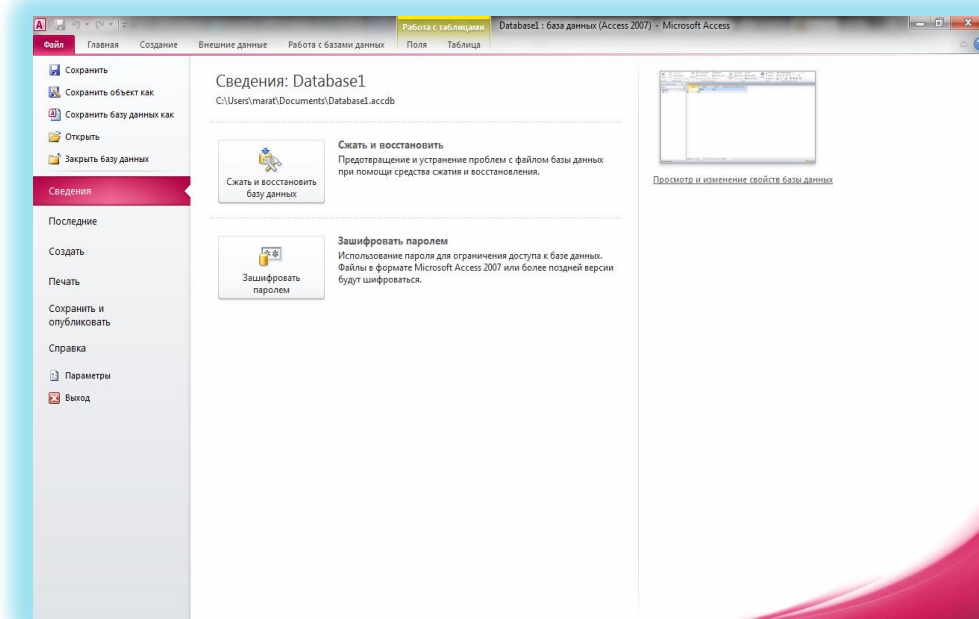 Работа с таблицами
Database1 : база данных (Access 2007) - Microsoft Access
Файл Главная Создание Внешние данные Работа с базами данных Поля Таблица
Сохранить
Сохранить объект как
Сохранить базу данных как
Открыть
Закрыть базу данных
Сведения
Последние
Создать
Печать
Сохранить и
опубликовать
Справка
Параметры
Выход
Сведения: Database1
C:\Users\marat\Documents\Database1.accdb
Сжать и восстановить
базу данных
Сжать и восстановить
Предотвращение и устранение проблем с файлом базы данных
при помощи средства сжатия и восстановления.
Зашифровать
паролем
Зашифровать паролем
Использование пароля для ограничения доступа к базе данных.
Файлы в формате Microsoft Access 2007 или более поздней версии
будут шифроваться.
Просмотр и изменение свойств базы данных